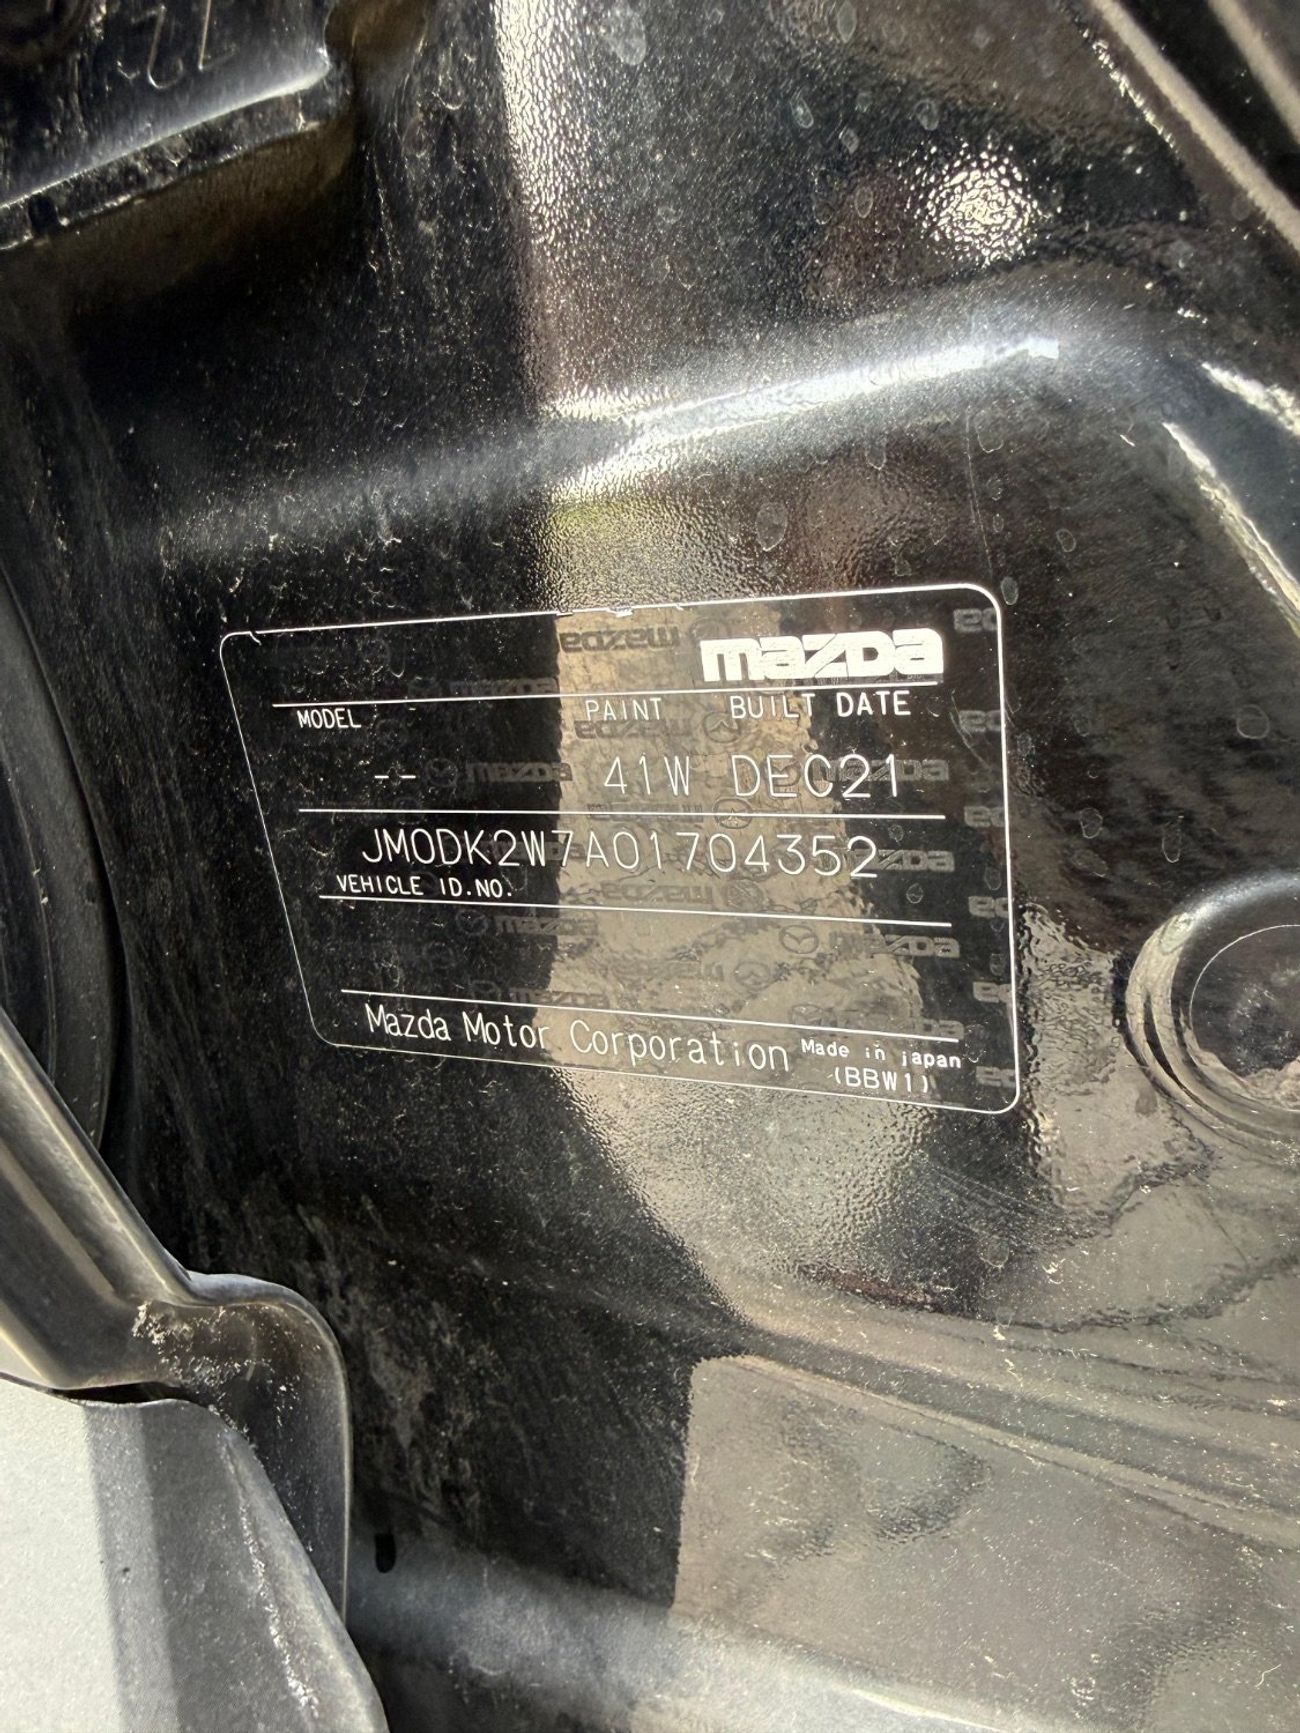 mazda
MODEL PAINT BUILT DATE
-- 41W DEC21
JM0DK2W7A01704352
VEHICLE ID.NO.
Mazda Motor Corporation Made in japan
(BBW1)